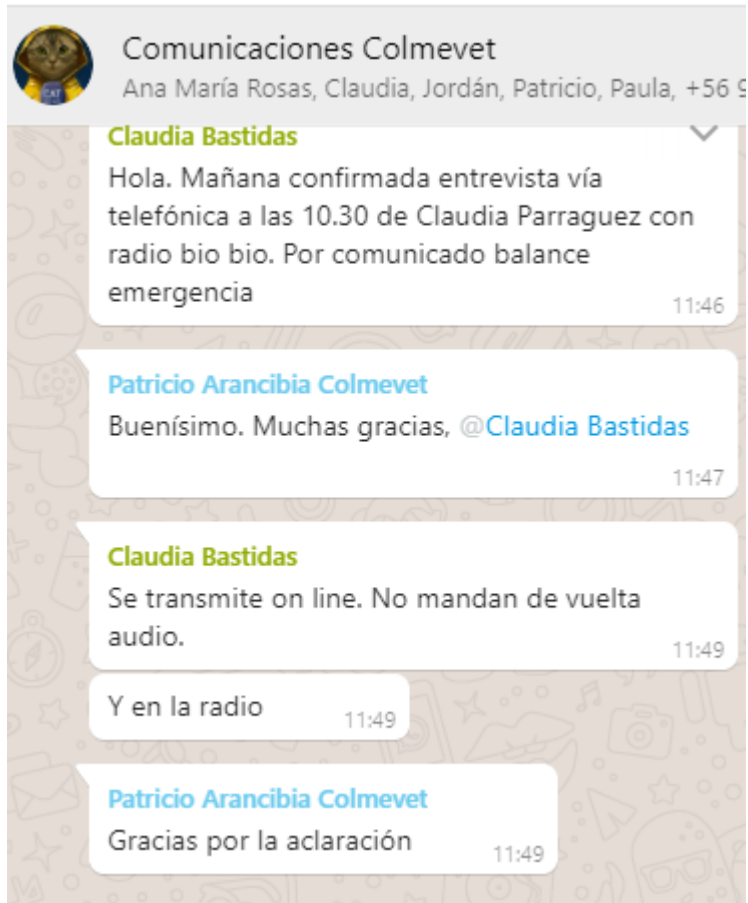 Comunicaciones Colmevet
Ana María Rosas, Claudia, Jordán, Patricio, Paula, +56 9
Claudia Bastidas
Hola. Mañana confirmada entrevista vía
telefónica a las 10.30 de Claudia Parraguez con
radio bio bio. Por comunicado balance
emergencia
11:46
Patricio Arancibia Colmevet
Buenísimo. Muchas gracias, @Claudia Bastidas
11:47
Claudia Bastidas
Se transmite on line. No mandan de vuelta
audio.
11:49
Y en la radio 11:49
Patricio Arancibia Colmevet
Gracias por la aclaración 11:49